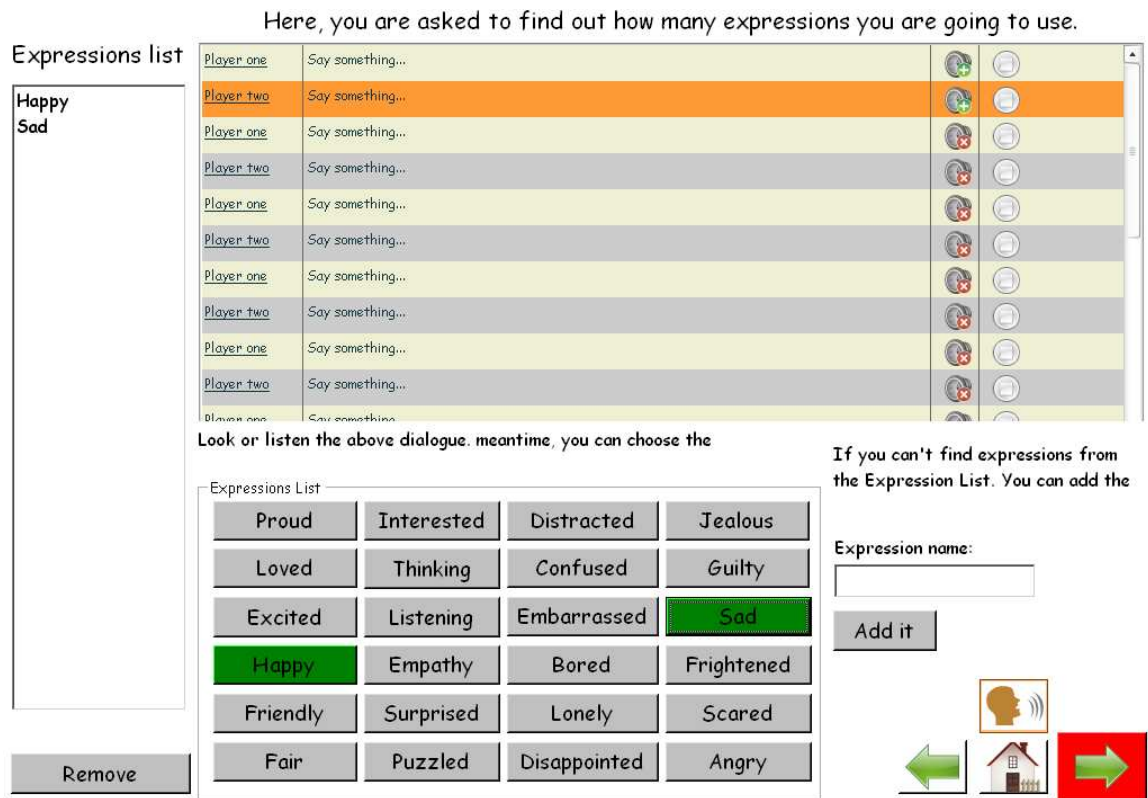 Here, you are asked to find out how many expressions you are going to use.
Expressions list
Happy
Sad
Player one Say something...
Player two Say something...
Player one Say something...
Player two Say something...
Player one Say something...
Player two Say something...
Player one Say something...
Player two Say something...
Player one Say something...
Player two Say something...
Player one Say something
Look or listen the above dialogue. meantime, you can choose the
If you can't find expressions from
the Expression List. You can add the
Expressions List
Proud Interested Distracted Jealous
Loved Thinking Confused Guilty
Excited Listening Embarrassed Sad
Happy Empathy Bored Frightened
Friendly Surprised Lonely Scared
Fair Puzzled Disappointed Angry
Expression name:
Add it
Remove